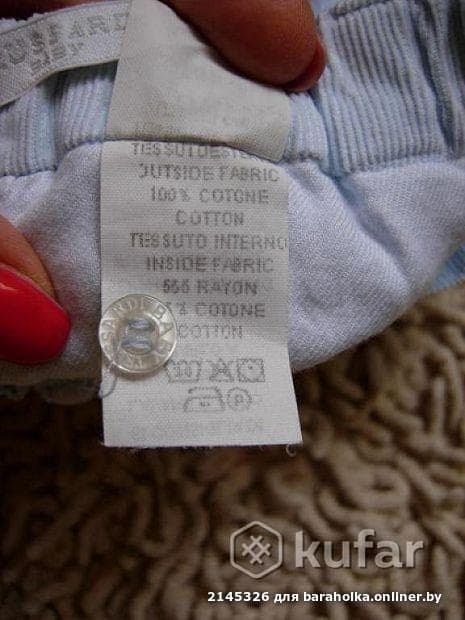 TESSUTO ESTERNO
OUTSIDE FABRIC
100% COTONE
COTTON
TESSUTO INTERNO
INSIDE FABRIC
RAYON
COTONE
COTTON
kufar
2145326 для baraholka.onliner.by